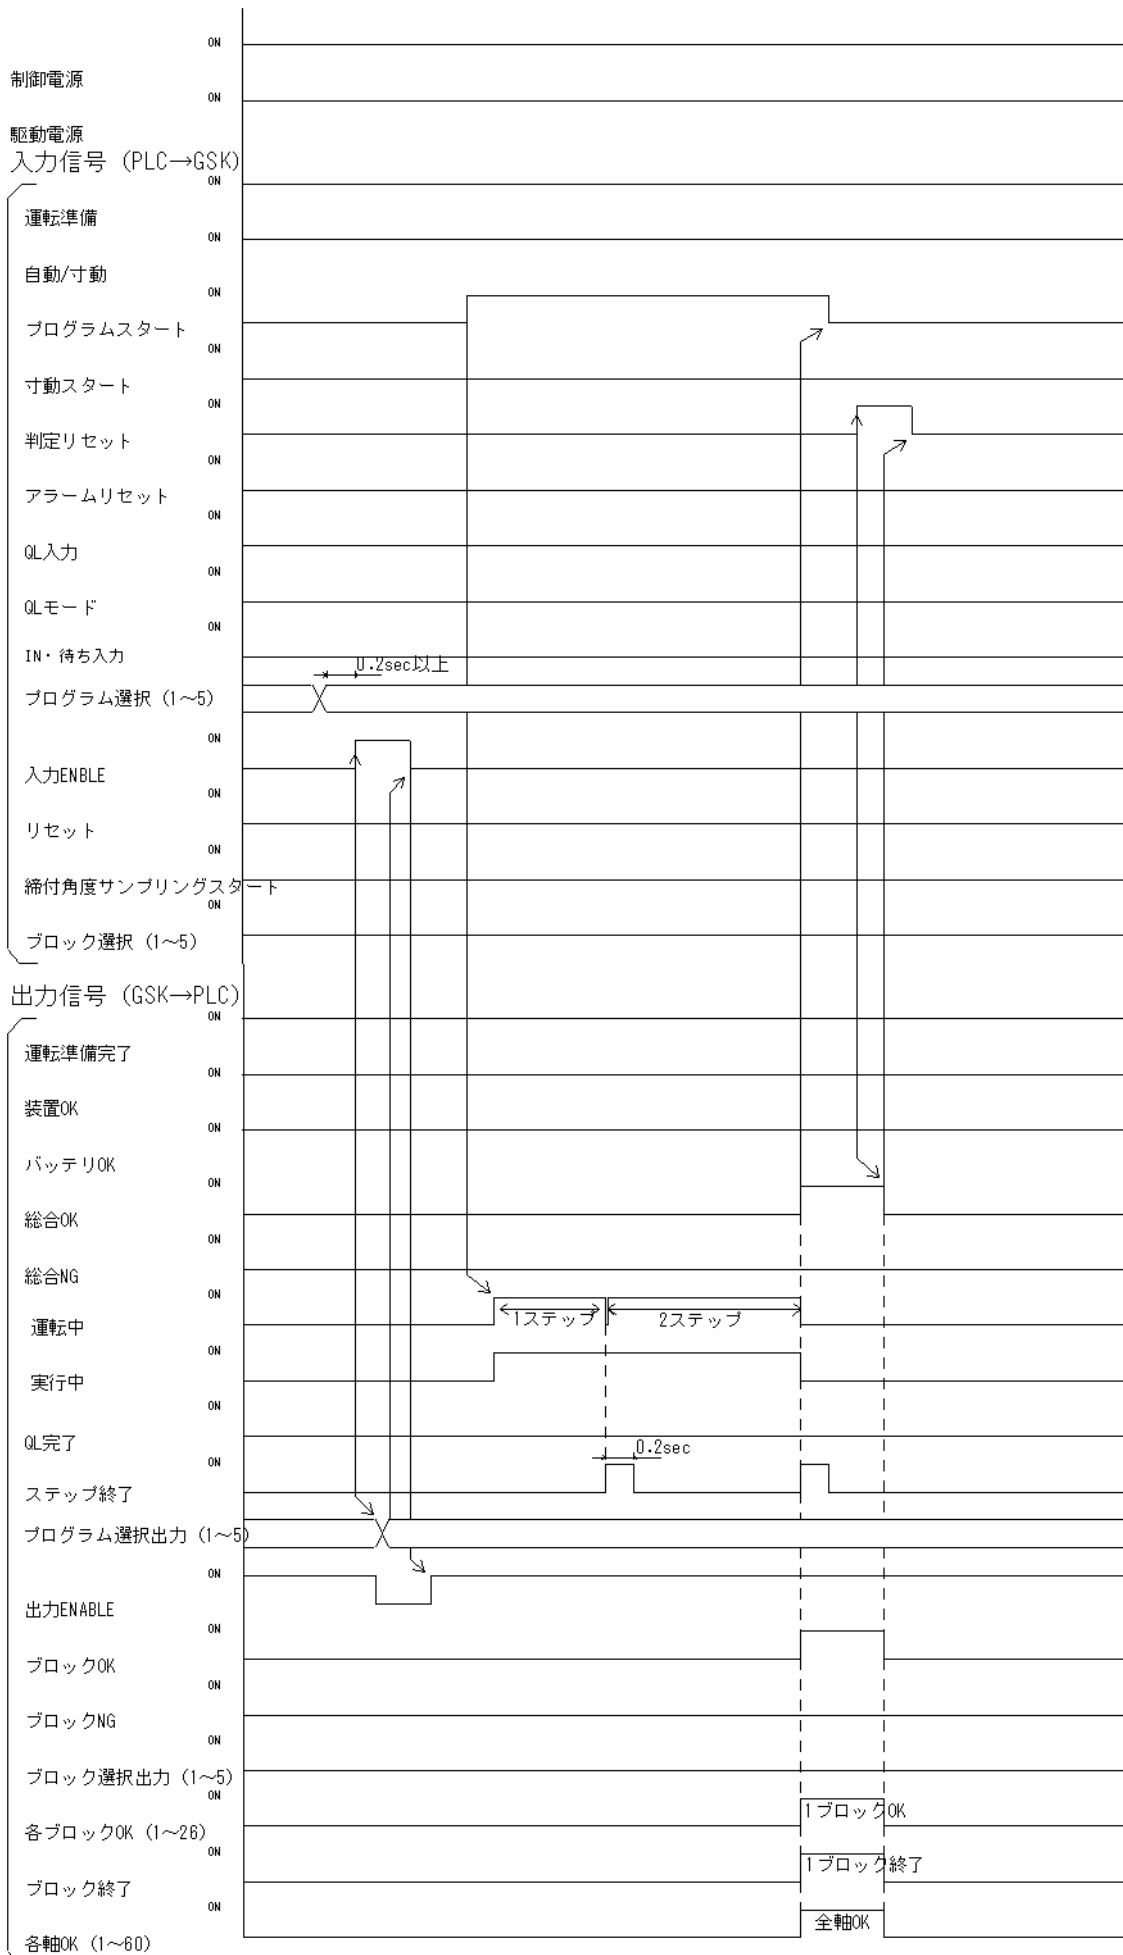 ON
制御電源
ON
駆動電源
入力信号 (PLC→GSK)
ON
運転準備
ON
自動/寸動
ON
プログラムスタート
ON
寸動スタート
ON
判定リセット
ON
アラームリセット
ON
QL入力
ON
QLモード
ON
IN・待ち入力
0.2sec以上
プログラム選択 (1～5)
ON
入力ENBLE
ON
リセット
ON
締付角度サンプリングスタート
ON
ブロック選択 (1～5)
出力信号 (GSK→PLC)
ON
運転準備完了
ON
装置OK
ON
バッテリOK
ON
総合OK
ON
総合NG
ON
1ステップ 2ステップ
運転中
ON
実行中
ON
QL完了
0.2sec
ON
ステップ終了
プログラム選択出力 (1～5)
ON
出力ENABLE
ON
ブロックOK
ON
ブロックNG
ON
ブロック選択出力 (1～5)
ON
1ブロックOK
各ブロックOK (1～26)
ON
1ブロック終了
ブロック終了
ON
全軸OK
各軸OK (1～60)